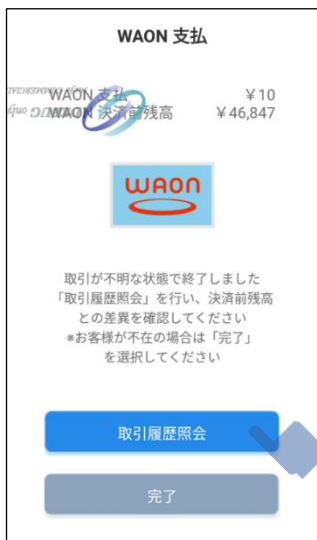 WAON 支払
WAON 支払 ¥10
WAON 決済前残高 ¥46,847
WAON
取引が不明な状態で終了しました
「取引履歴照会」を行い、決済前残高
との差異を確認してください
*お客様が不在の場合は「完了」
を選択してください
取引履歴照会
完了